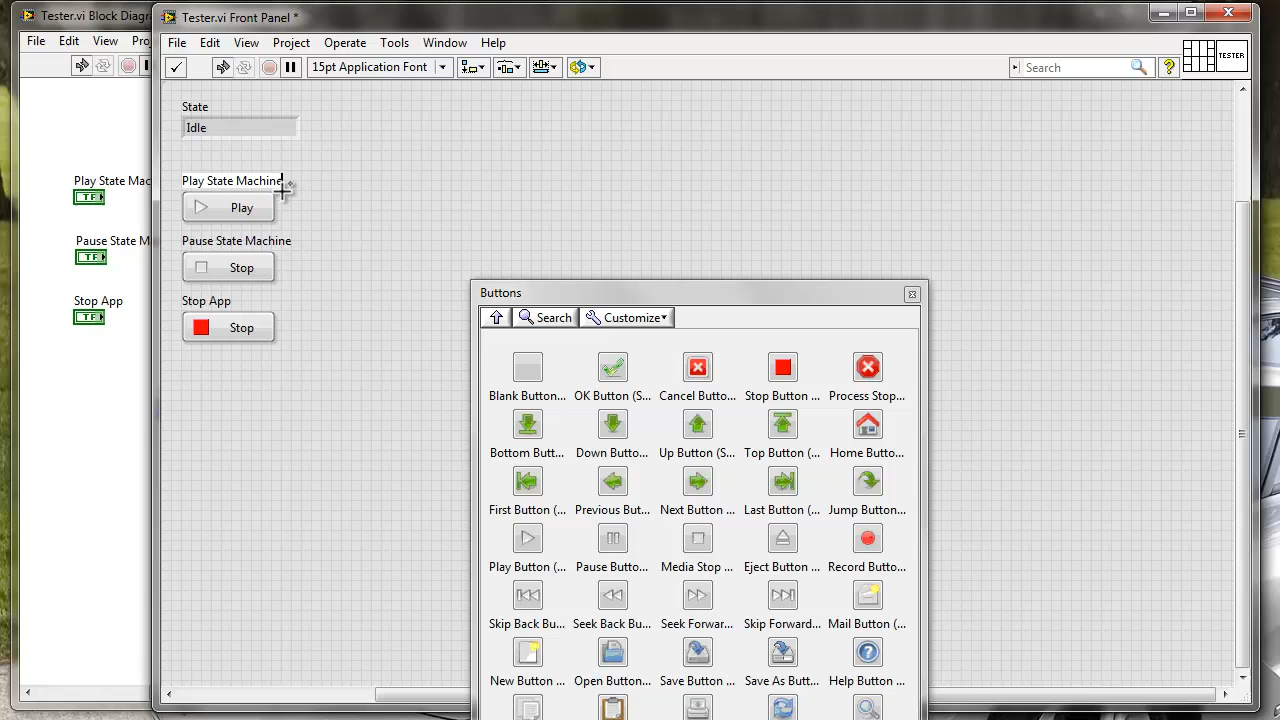 Tester.vi Block Diagra
File Edit View Proj
Play State Mac
TF
Pause State M
TF
Stop App
TF
Tester.vi Front Panel *
File Edit View Project Operate Tools Window Help
15pt Application Font
Search
TESTER
State
Idle
Play State Machine
Play
Pause State Machine
Stop
Stop App
Stop
Buttons
Search Customize
Blank Button... OK Button (S... Cancel Butto... Stop Button ... Process Stop...
Bottom Butt... Down Butto... Up Button (S... Top Button (... Home Butto...
First Button (... Previous But... Next Button ... Last Button (... Jump Button...
Play Button (... Pause Button... Media Stop ... Eject Button ... Record Butto...
Skip Back Bu... Seek Back Bu... Seek Forwar... Skip Forward... Mail Button (...
New Button ... Open Button... Save Button ... Save As Butt... Help Button ...